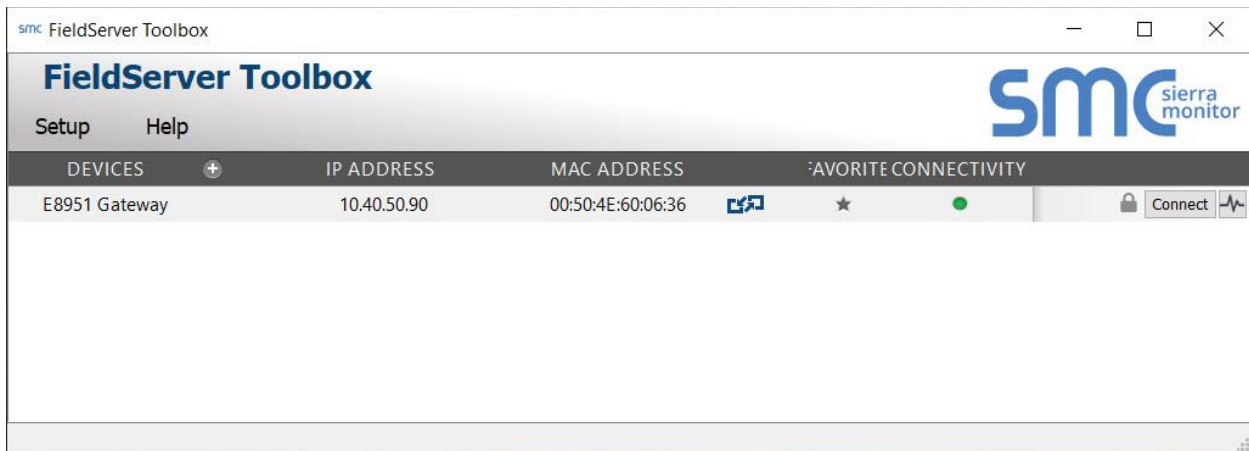 smc FieldServer Toolbox
FieldServer Toolbox
smc sierra monitor
Setup Help
DEVICES IP ADDRESS MAC ADDRESS FAVORITE CONNECTIVITY
E8951 Gateway 10.40.50.90 00:50:4E:60:06:36 Connect